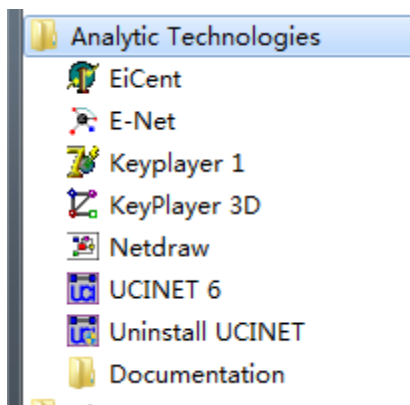 Analytic Technologies
EiCent
E-Net
Keyplayer 1
KeyPlayer 3D
Netdraw
UCINET 6
Uninstall UCINET
Documentation